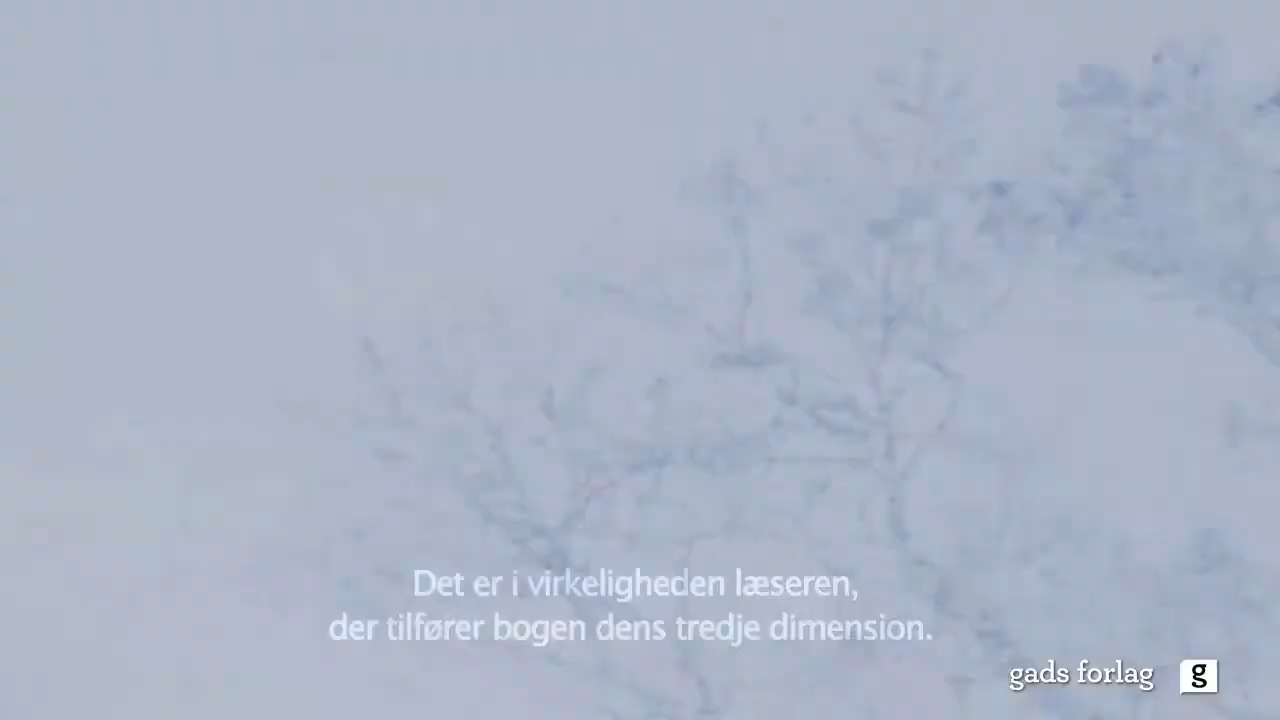 Det er i virkeligheden læseren,
der tilfører bogen dens tredje dimension.
gads forlag g